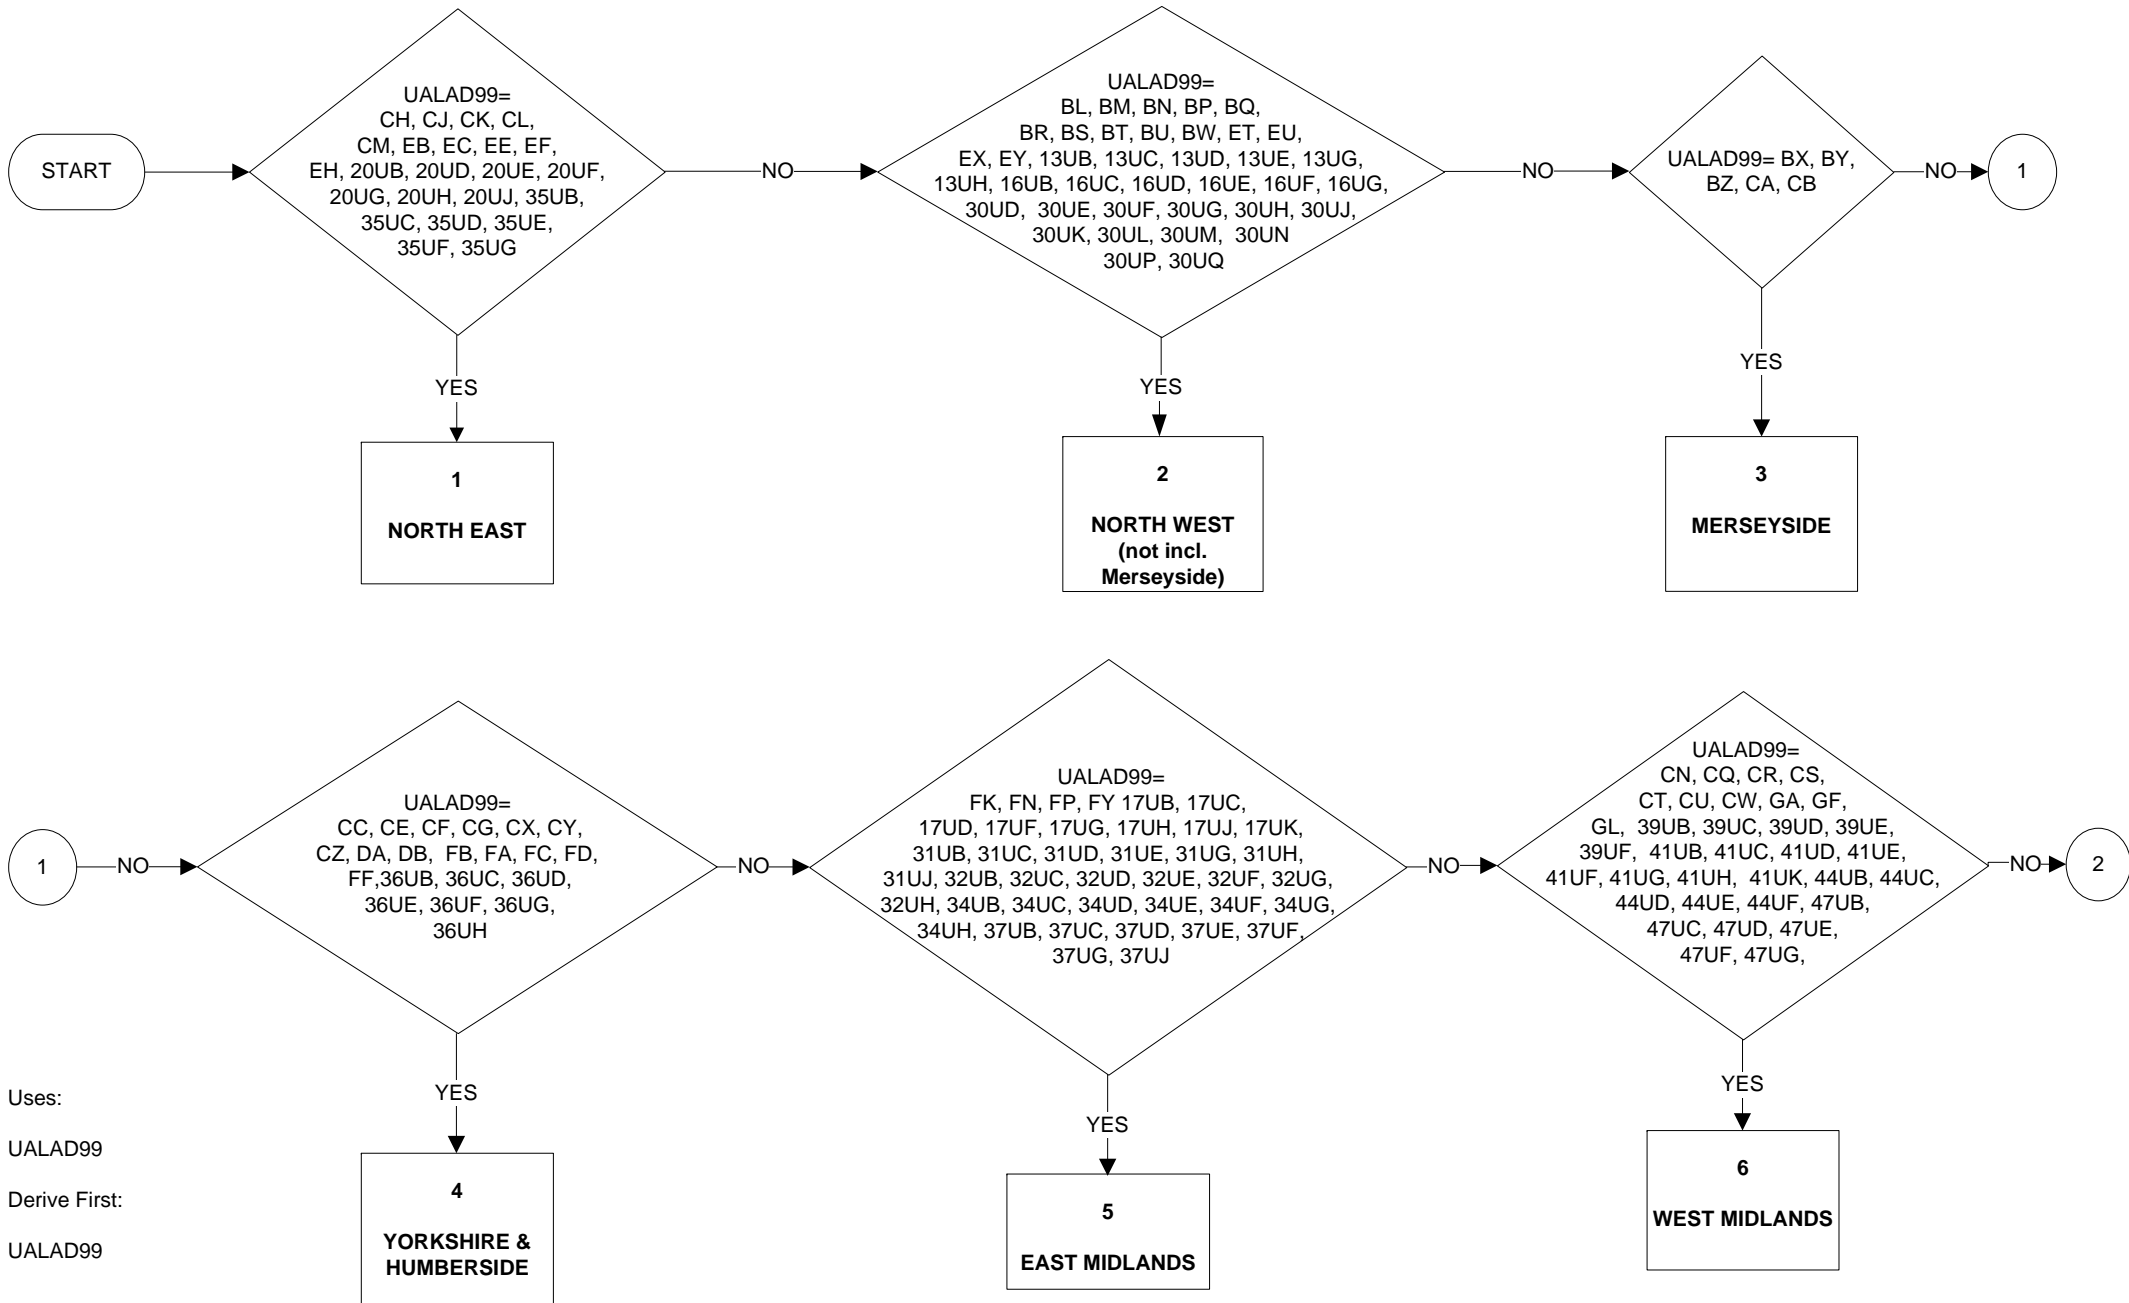 START
UALAD99=
CH, CJ, CK, CL,
CM, EB, EC, EE, EF,
EH, 20UB, 20UD, 20UE, 20UF,
20UG, 20UH, 20UJ, 35UB,
35UC, 35UD, 35UE,
35UF, 35UG
NO
UALAD99=
BL, BM, BN, BP, BQ,
BR, BS, BT, BU, BW, ET, EU,
EX, EY, 13UB, 13UC, 13UD, 13UE, 13UG,
13UH, 16UB, 16UC, 16UD, 16UE, 16UF, 16UG,
30UD, 30UE, 30UF, 30UG, 30UH, 30UJ,
30UK, 30UL, 30UM, 30UN
30UP, 30UQ
NO
UALAD99= BX, BY,
BZ, CA, CB
NO
1
YES
YES
YES
1
NORTH EAST
2
NORTH WEST
(not incl.
Merseyside)
3
MERSEYSIDE
1
NO
UALAD99=
CC, CE, CF, CG, CX, CY,
CZ, DA, DB, FB, FA, FC, FD,
FF,36UB, 36UC, 36UD,
36UE, 36UF, 36UG,
36UH
NO
UALAD99=
FK, FN, FP, FY 17UB, 17UC,
17UD, 17UF, 17UG, 17UH, 17UJ, 17UK,
31UB, 31UC, 31UD, 31UE, 31UG, 31UH,
31UJ, 32UB, 32UC, 32UD, 32UE, 32UF, 32UG,
32UH, 34UB, 34UC, 34UD, 34UE, 34UF, 34UG,
34UH, 37UB, 37UC, 37UD, 37UE, 37UF,
37UG, 37UJ
NO
UALAD99=
CN, CQ, CR, CS,
CT, CU, CW, GA, GF,
GL, 39UB, 39UC, 39UD, 39UE,
39UF, 41UB, 41UC, 41UD, 41UE,
41UF, 41UG, 41UH, 41UK, 44UB, 44UC,
44UD, 44UE, 44UF, 47UB,
47UC, 47UD, 47UE,
47UF, 47UG,
NO
2
YES
YES
YES
4
YORKSHIRE &
HUMBERSIDE
5
EAST MIDLANDS
6
WEST MIDLANDS
Uses:
UALAD99
Derive First:
UALAD99